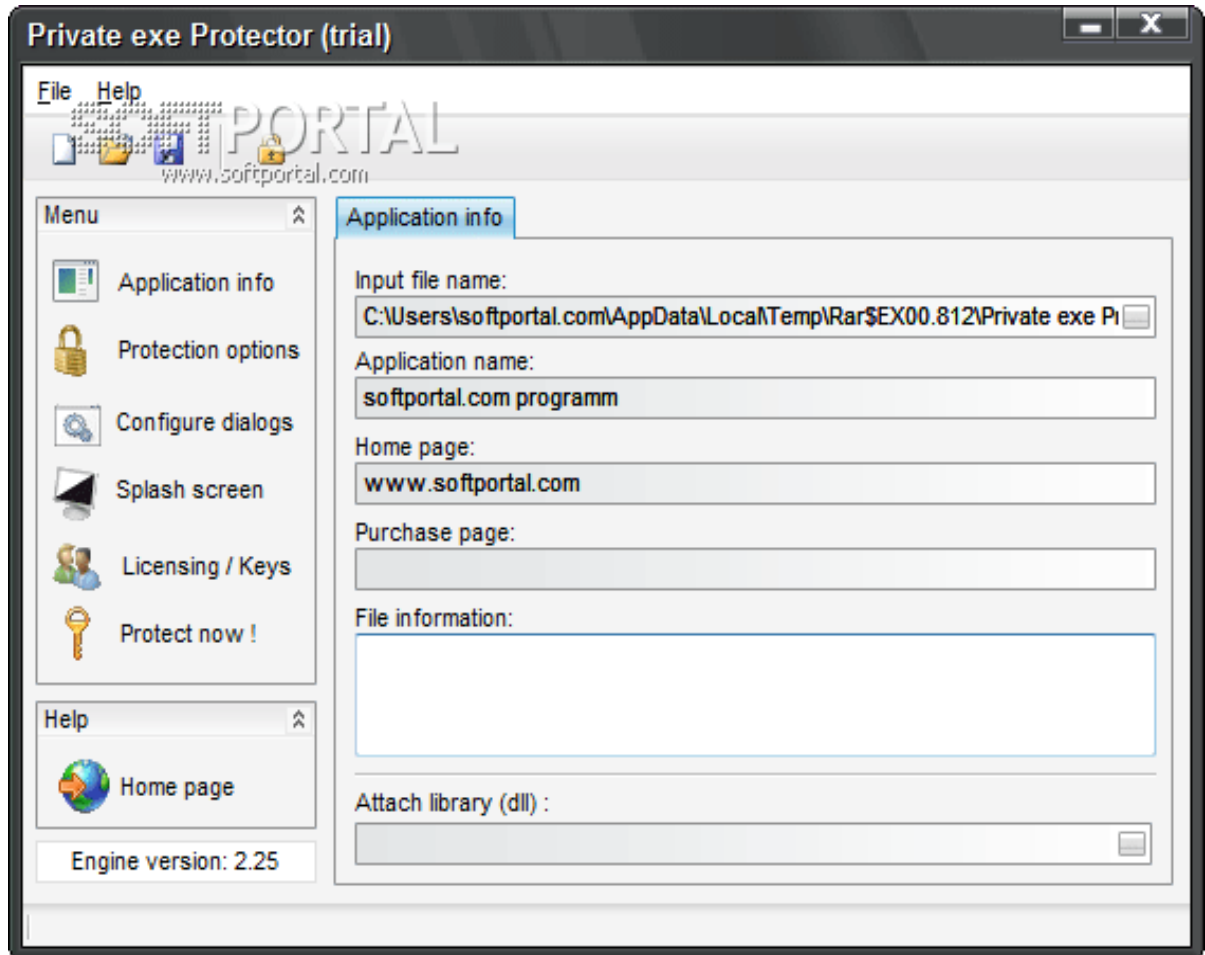 Private exe Protector (trial)
File Help
SOFTPORTAL
www.softportal.com
Menu
Application info
Protection options
Configure dialogs
Splash screen
Licensing / Keys
Protect now !
Help
Home page
Engine version: 2.25
Application info
Input file name:
C:\Users\softportal.com\AppData\Local\Temp\Rar$EX00.812\Private exe
Application name:
softportal.com programm
Home page:
www.softportal.com
Purchase page:
File information:
Attach library (dll) :